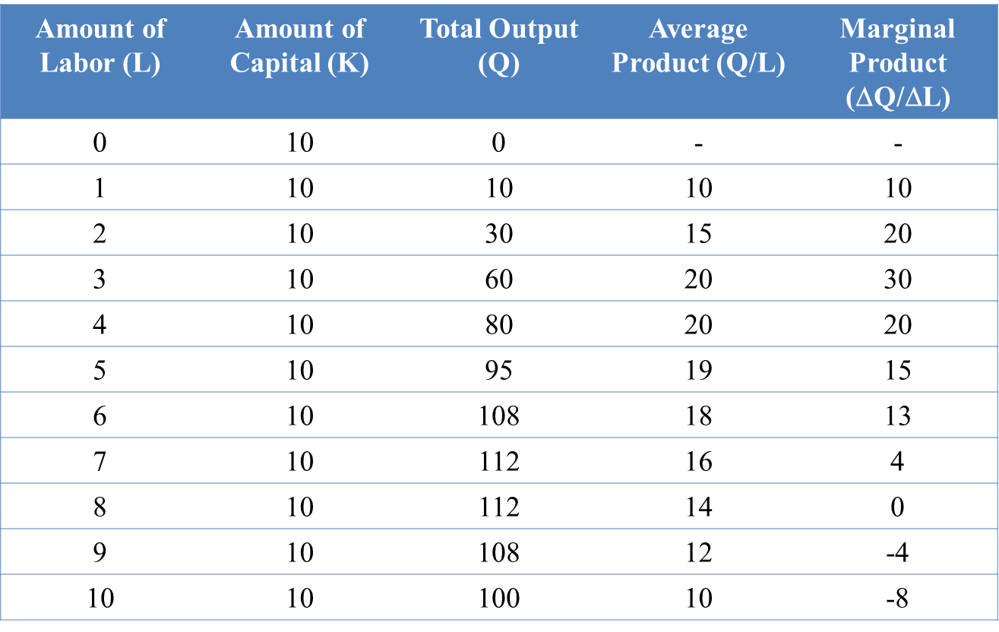 Amount of Labor (L) Amount of Capital (K) Total Output (Q) Average Product (Q/L) Marginal Product (ΔQ/ΔL)
0 10 0 - -
1 10 10 10 10
2 10 30 15 20
3 10 60 20 30
4 10 80 20 20
5 10 95 19 15
6 10 108 18 13
7 10 112 16 4
8 10 112 14 0
9 10 108 12 -4
10 10 100 10 -8